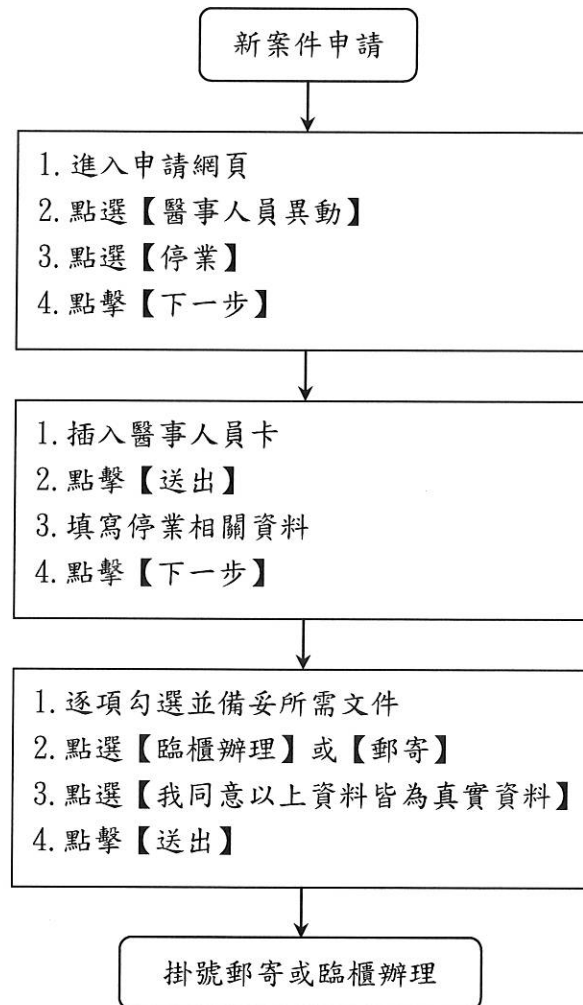 新案件申請
1.進入申請網頁
2.點選【醫事人員異動】
3.點選【停業】
4.點擊【下一步】
1.插入醫事人員卡
2.點擊【送出】
3.填寫停業相關資料
4.點擊【下一步】
1.逐項勾選並備妥所需文件
2.點選【臨櫃辦理】或【郵寄】
3.點選【我同意以上資料皆為真實資料】
4.點擊【送出】
掛號郵寄或臨櫃辦理